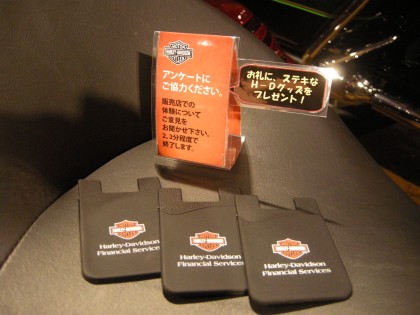 HARLEY-DAVIDSON
アンケートに
ご協力ください。
販売店での
体験について
ご意見を
お聞かせ下さい。
2、3分程度で
終了します。
お礼に、ステキな
H-Dグッズを
プレゼント!
Harley-Davidson
Financial Services
Harley-Davidson
Financial Services
Harley-Davidson
Financial Services